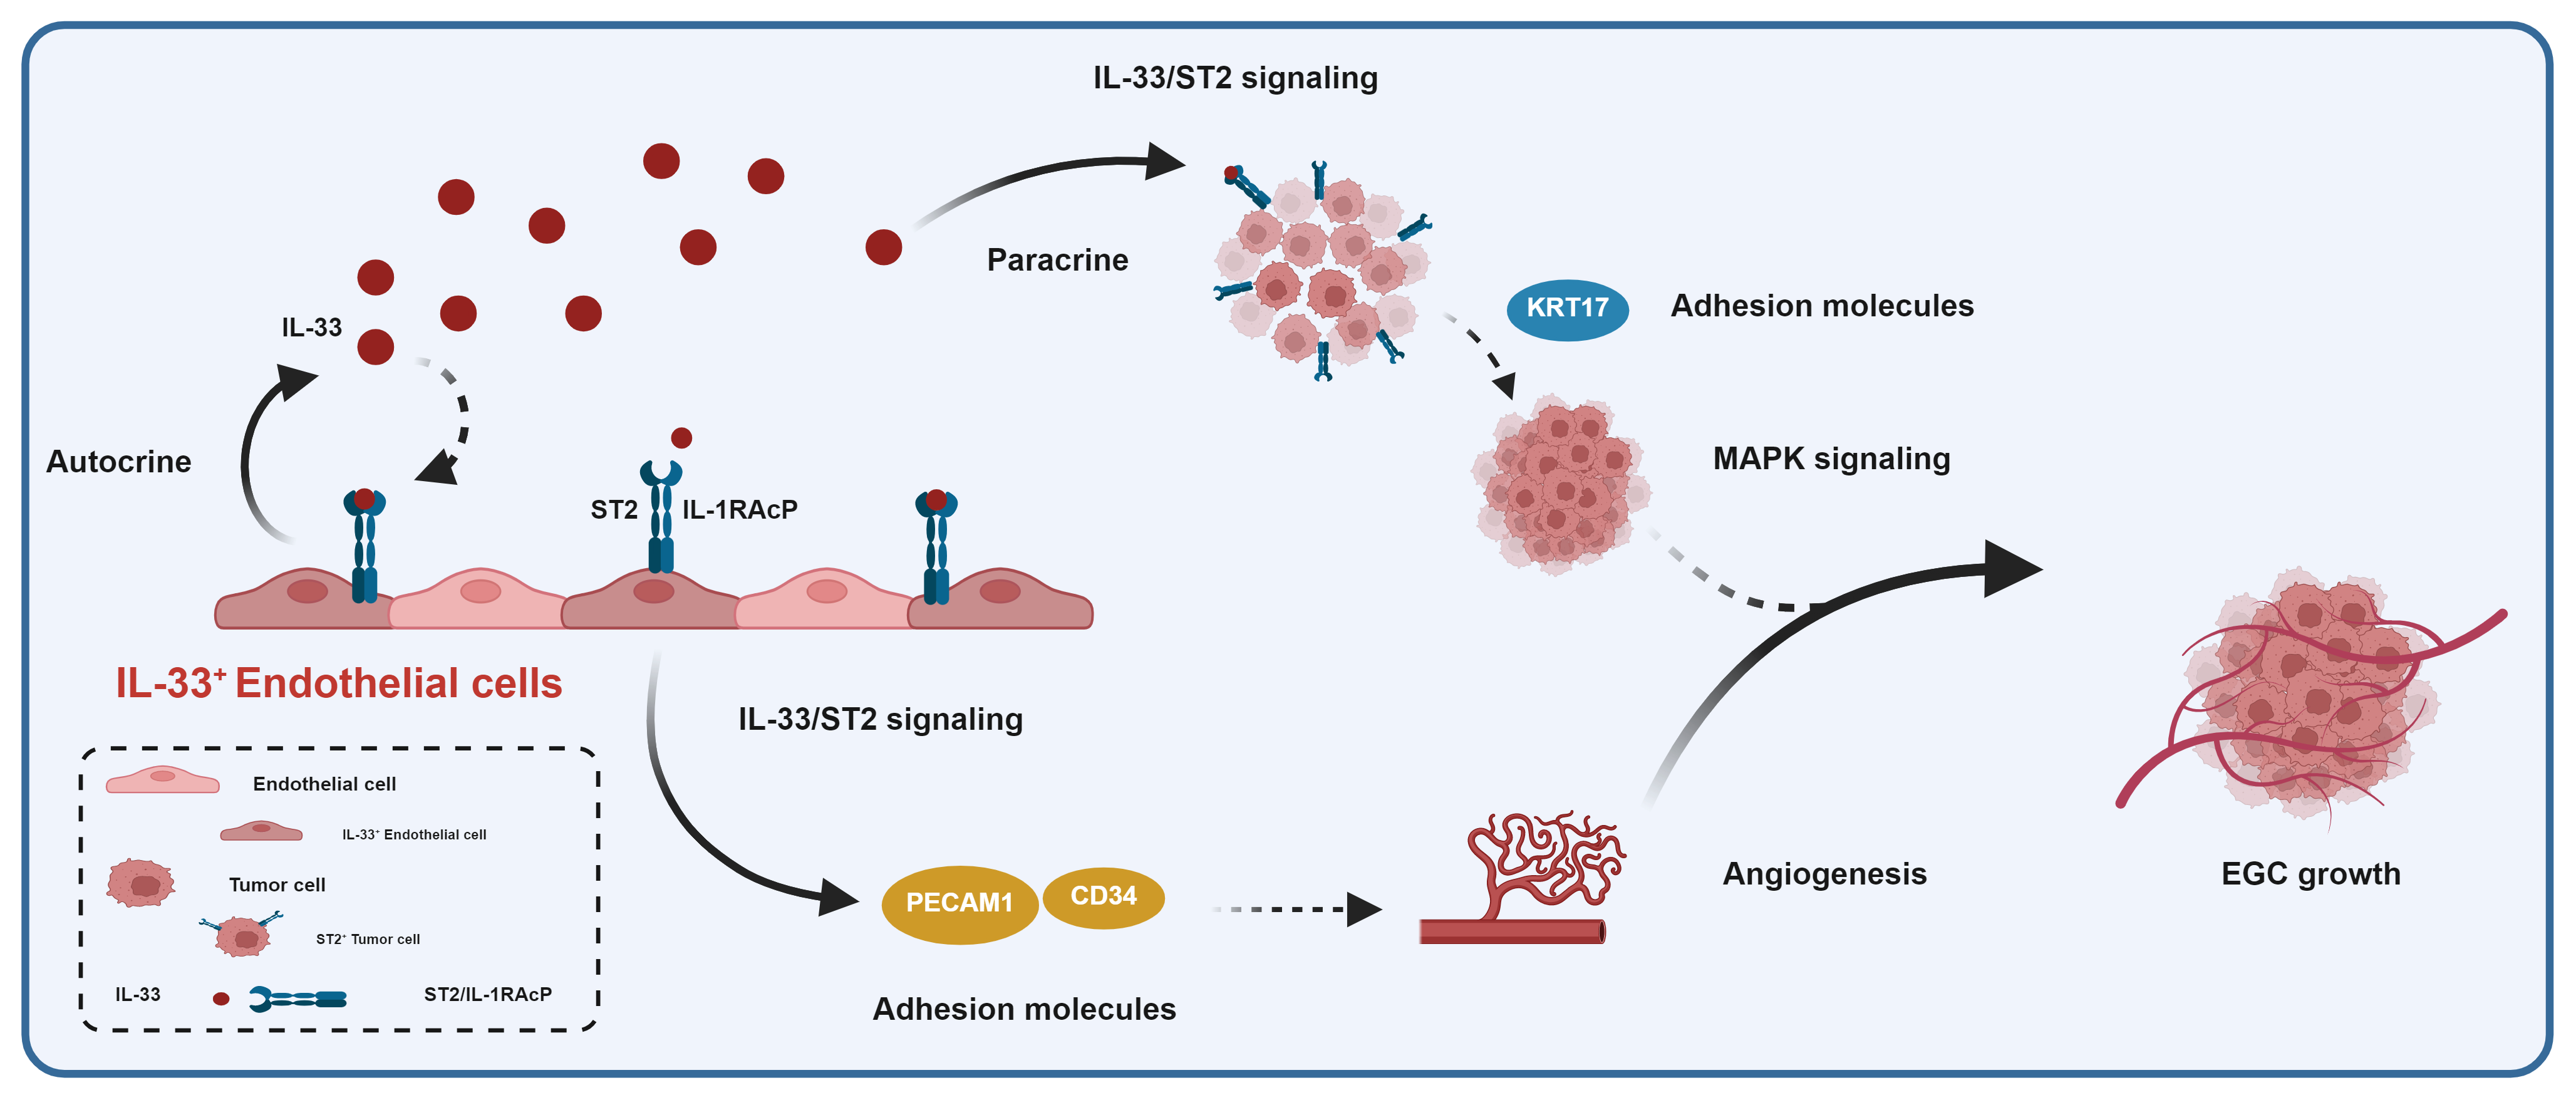 IL-33/ST2 signaling
Paracrine
KRT17
Adhesion molecules
IL-33
Autocrine
MAPK signaling
ST2
IL-1RAcP
IL-33⁺ Endothelial cells
IL-33/ST2 signaling
Endothelial cell
IL-33⁺ Endothelial cell
Tumor cell
ST2⁺ Tumor cell
IL-33
ST2/IL-1RAcP
PECAM1
CD34
Adhesion molecules
Angiogenesis
EGC growth